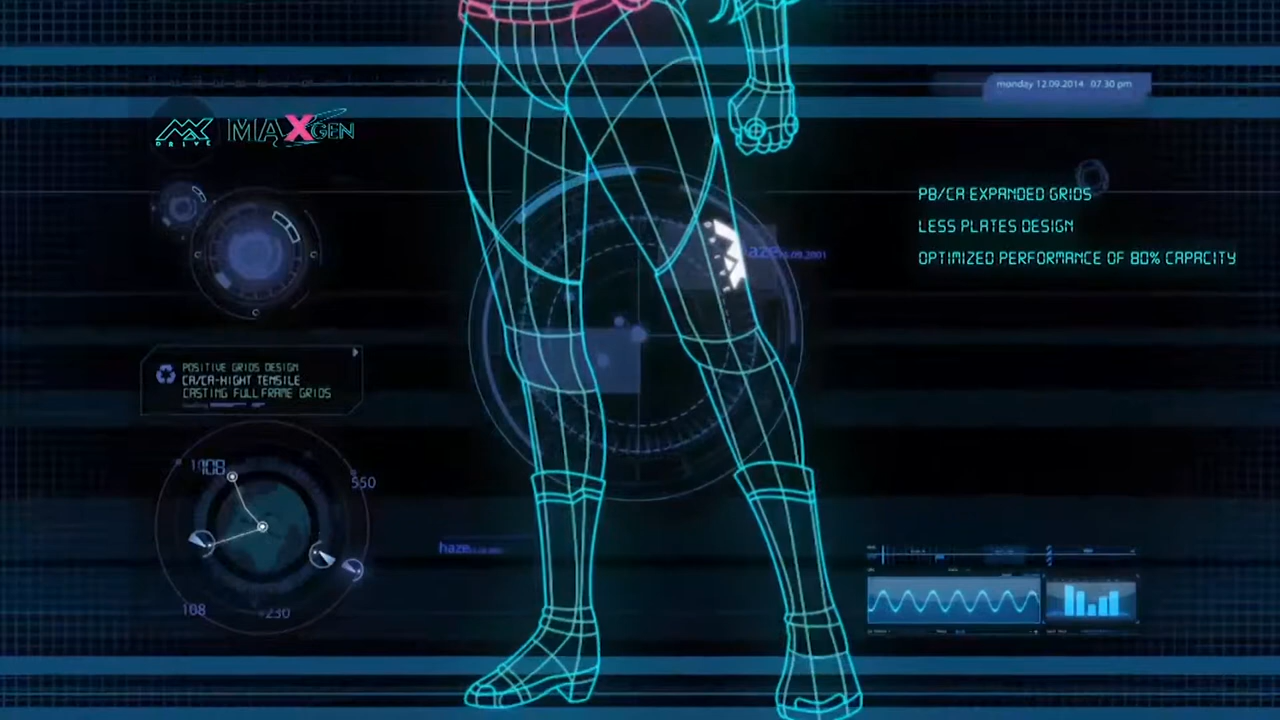 monday 12.09.2014 07.30 pm
DRIVE MAXGEN
PB/CA EXPANDED GRIDS
LESS PLATES DESIGN
OPTIMIZED PERFORMANCE OF 80% CAPACITY
POSITIVE GRIDS DESIGN
CA/CA-HIGHT TENSILE
CASTING FULL FRAME GRIDS
550
haze
108
230